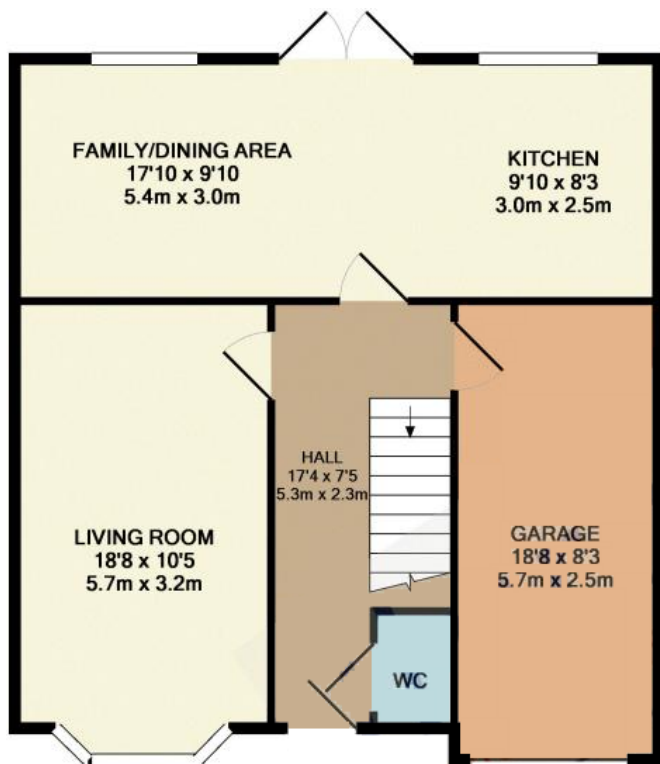 FAMILY/DINING AREA
17'10 x 9'10
5.4m x 3.0m
KITCHEN
9'10 x 8'3
3.0m x 2.5m
HALL
17'4 x 7'5
5.3m x 2.3m
LIVING ROOM
18'8 x 10'5
5.7m x 3.2m
GARAGE
18'8 x 8'3
5.7m x 2.5m
WC